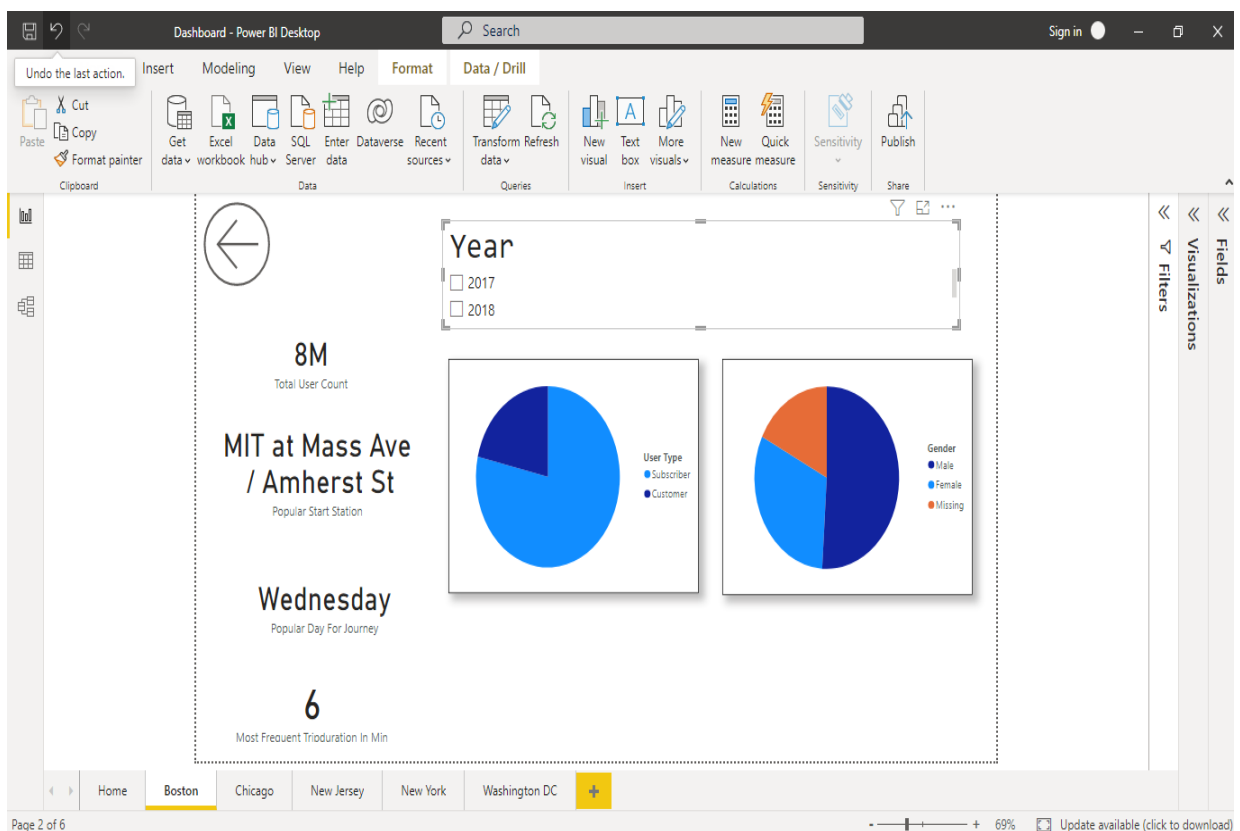 Dashboard - Power BI Desktop
Search
Sign in
Undo the last action.
Insert
Modeling
View
Help
Format
Data / Drill
Paste
Cut
Copy
Format painter
Clipboard
Get data
Excel workbook
Data hub
SQL Server
Enter data
Dataverse
Recent sources
Data
Transform data
Refresh
Queries
New visual
Text box
More visuals
Insert
New measure
Quick measure
Calculations
Sensitivity
Sensitivity
Publish
Share
Year
2017
2018
8M
Total User Count
MIT at Mass Ave
/ Amherst St
Popular Start Station
Wednesday
Popular Day For Journey
6
Most Frequent Tripduration In Min
User Type
Subscriber
Customer
Gender
Male
Female
Missing
Filters
Visualizations
Fields
Home
Boston
Chicago
New Jersey
New York
Washington DC
Page 2 of 6
69%
Update available (click to download)